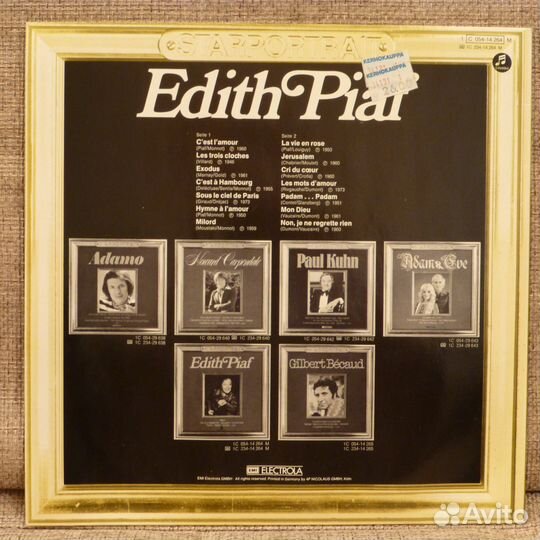 STARPORTRAIT
1 C 054-14 264 M
1C 234-14 264 M
KERHOKAUPPA
KERHOKAUPPA
Edith Piaf
Seite 1
C'est l'amour
(Piaf/Monnot) ℗ 1960
Les trois cloches
(Villard) ℗ 1946
Exodus
(Marnay/Gold) ℗ 1961
C'est à Hambourg
(Delécluse/Senlis/Monnot) ℗ 1955
Sous le ciel de Paris
(Giraud/Dréjac) ℗ 1973
Hymne à l'amour
(Piaf/Monnot) ℗ 1950
Milord
(Moustaki/Monnot) ℗ 1959
Seite 2
La vie en rose
(Piaf/Louiguy) ℗ 1950
Jerusalem
(Chabrier/Moutet) ℗ 1960
Cri du cœur
(Prévert/Crolla) ℗ 1960
Les mots d'amour
(Rivgauche/Dumont) ℗ 1973
Padam... Padam
(Contet/Glanzberg) ℗ 1951
Mon Dieu
(Vaucaire/Dumont) ℗ 1961
Non, je ne regrette rien
(Dumont/Vaucaire) ℗ 1960
Adamo
Howard Carpendale
Paul Kuhn
Adam & Eve
1C 054-29 638
1C 234-29 638
1C 054-29 640
1C 234-29 640
1C 054-29 642
1C 234-29 642
1C 054-29 643
1C 234-29 643
Edith Piaf
Gilbert Bécaud
1C 054-14 264 M
1C 234-14 264 M
1C 054-14 265
1C 234-14 265
EMI ELECTROLA
EMI Electrola GMBH · All rights reserved. Printed in Germany by 4P NICOLAUS GMBH, Köln
Avito